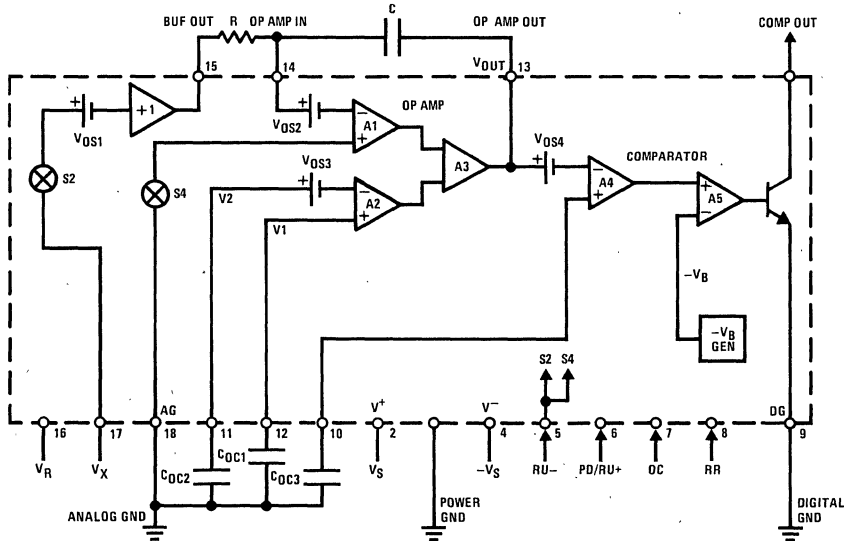 BUF OUT R OP AMP IN C OP AMP OUT COMP OUT
15 14 VOUT 13
+ +1 + − OP AMP
VOS1 VOS2 A1 +
VOS4
S2 S4 VOS3 A3 + − COMPARATOR
V2 + − A4 + +
A2 A5
V1 + −
−VB
−VB
GEN
S2 S4
AG V+ V− DG
16 17 18 11 12 10 2 4 5 6 7 8 9
VR VX COC2 COC1 COC3 VS −VS RU− PD/RU+ OC RR
ANALOG GND POWER
GND DIGITAL
GND